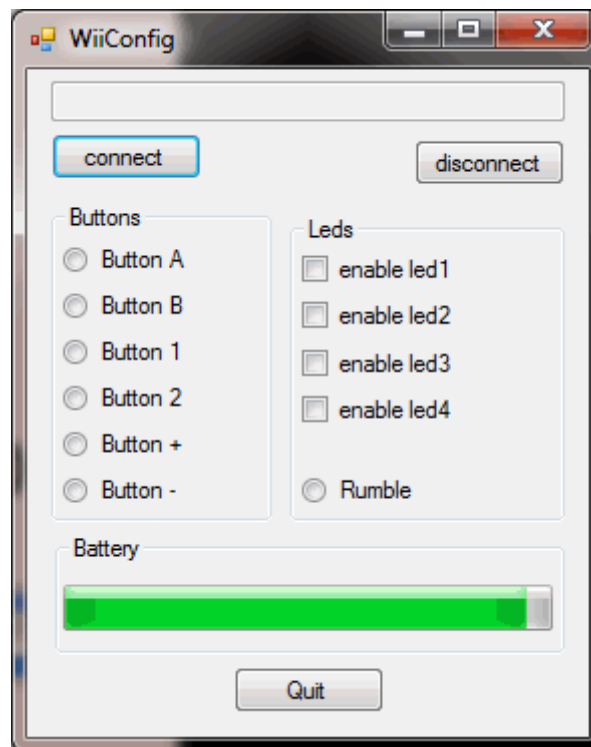 WiiConfig
connect
disconnect
Buttons
Button A
Button B
Button 1
Button 2
Button +
Button -
Leds
enable led1
enable led2
enable led3
enable led4
Rumble
Battery
Quit